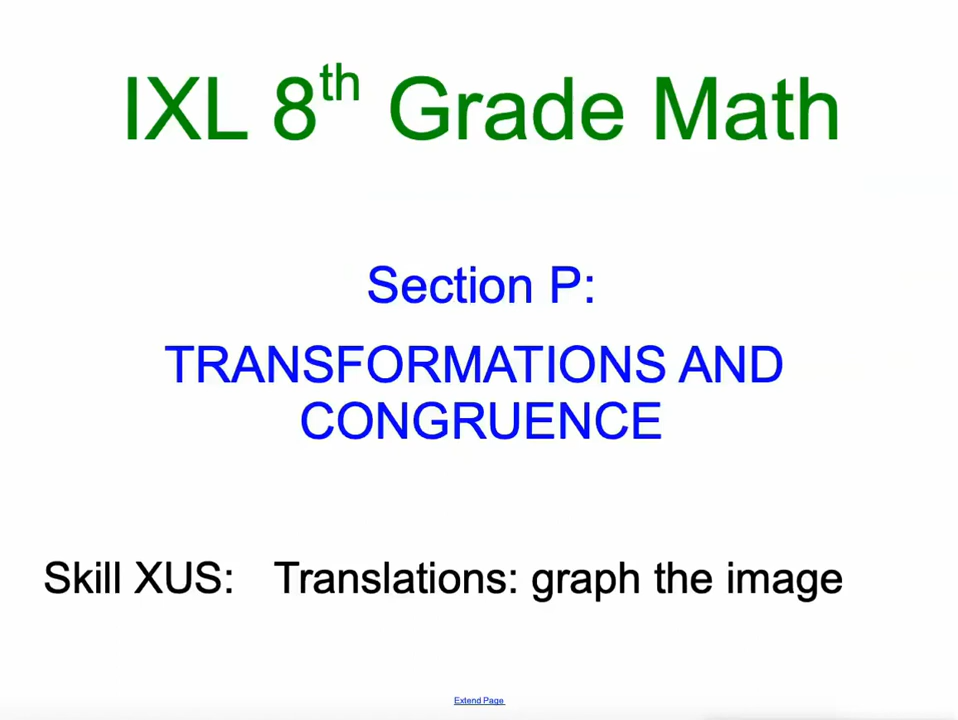 IXL 8th Grade Math
Section P:
TRANSFORMATIONS AND
CONGRUENCE
Skill XUS: Translations: graph the image
Extend Page